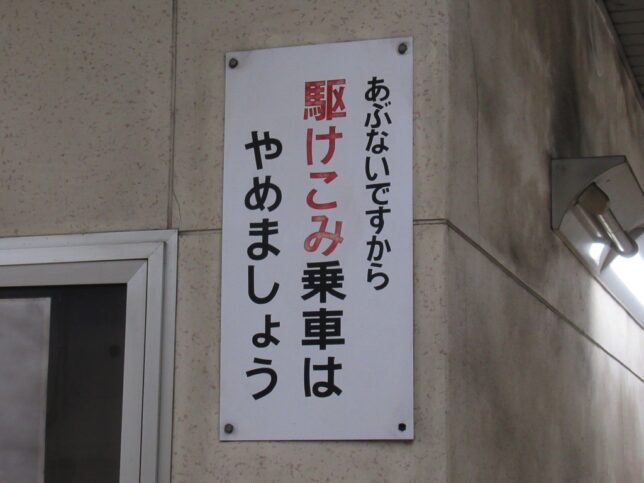 あぶないですから
駆けこみ乗車は
やめましょう